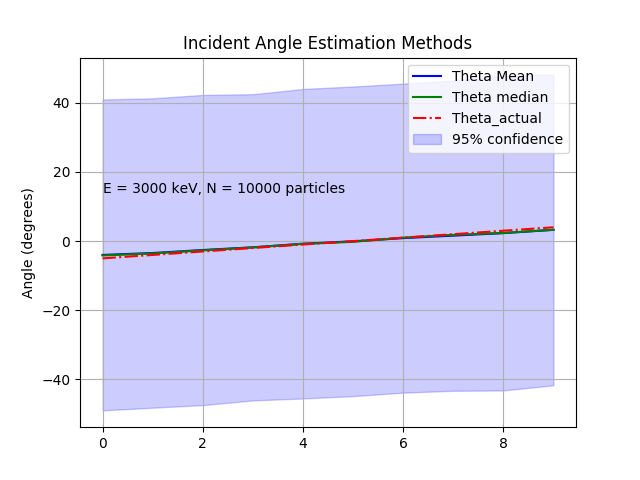 Incident Angle Estimation Methods
Theta Mean
Theta median
Theta_actual
95% confidence
E = 3000 keV, N = 10000 particles
Angle (degrees)
40
20
0
−20
−40
0 2 4 6 8